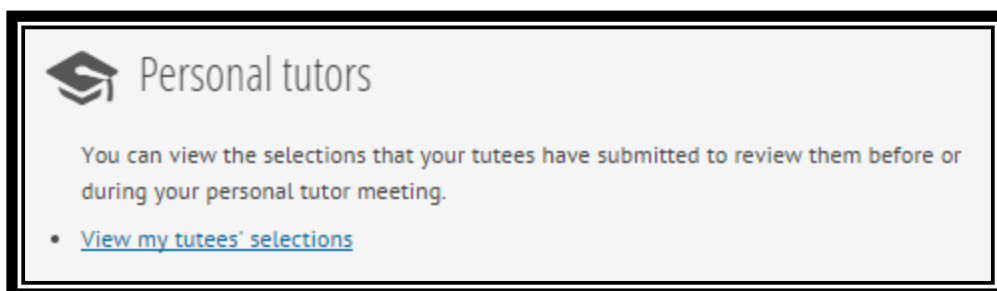 Personal tutors
You can view the selections that your tutees have submitted to review them before or
during your personal tutor meeting.
• View my tutees' selections